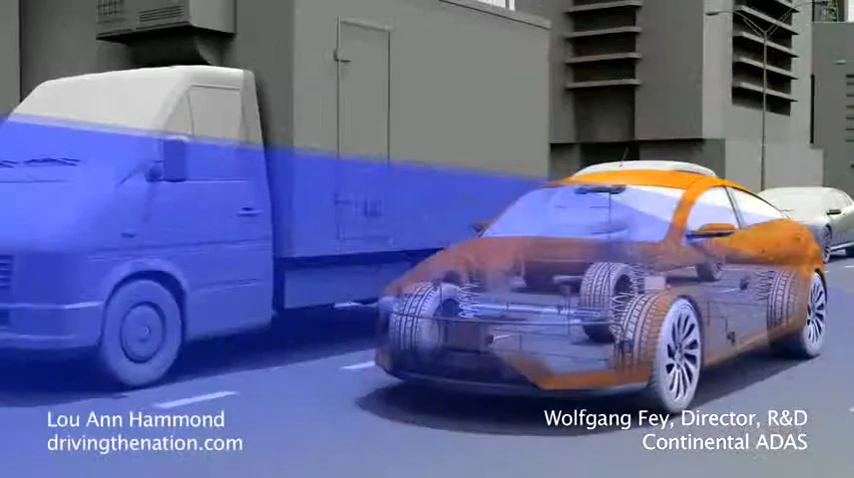 Lou Ann Hammond
drivingthenation.com
Wolfgang Fey, Director, R&D
Continental ADAS